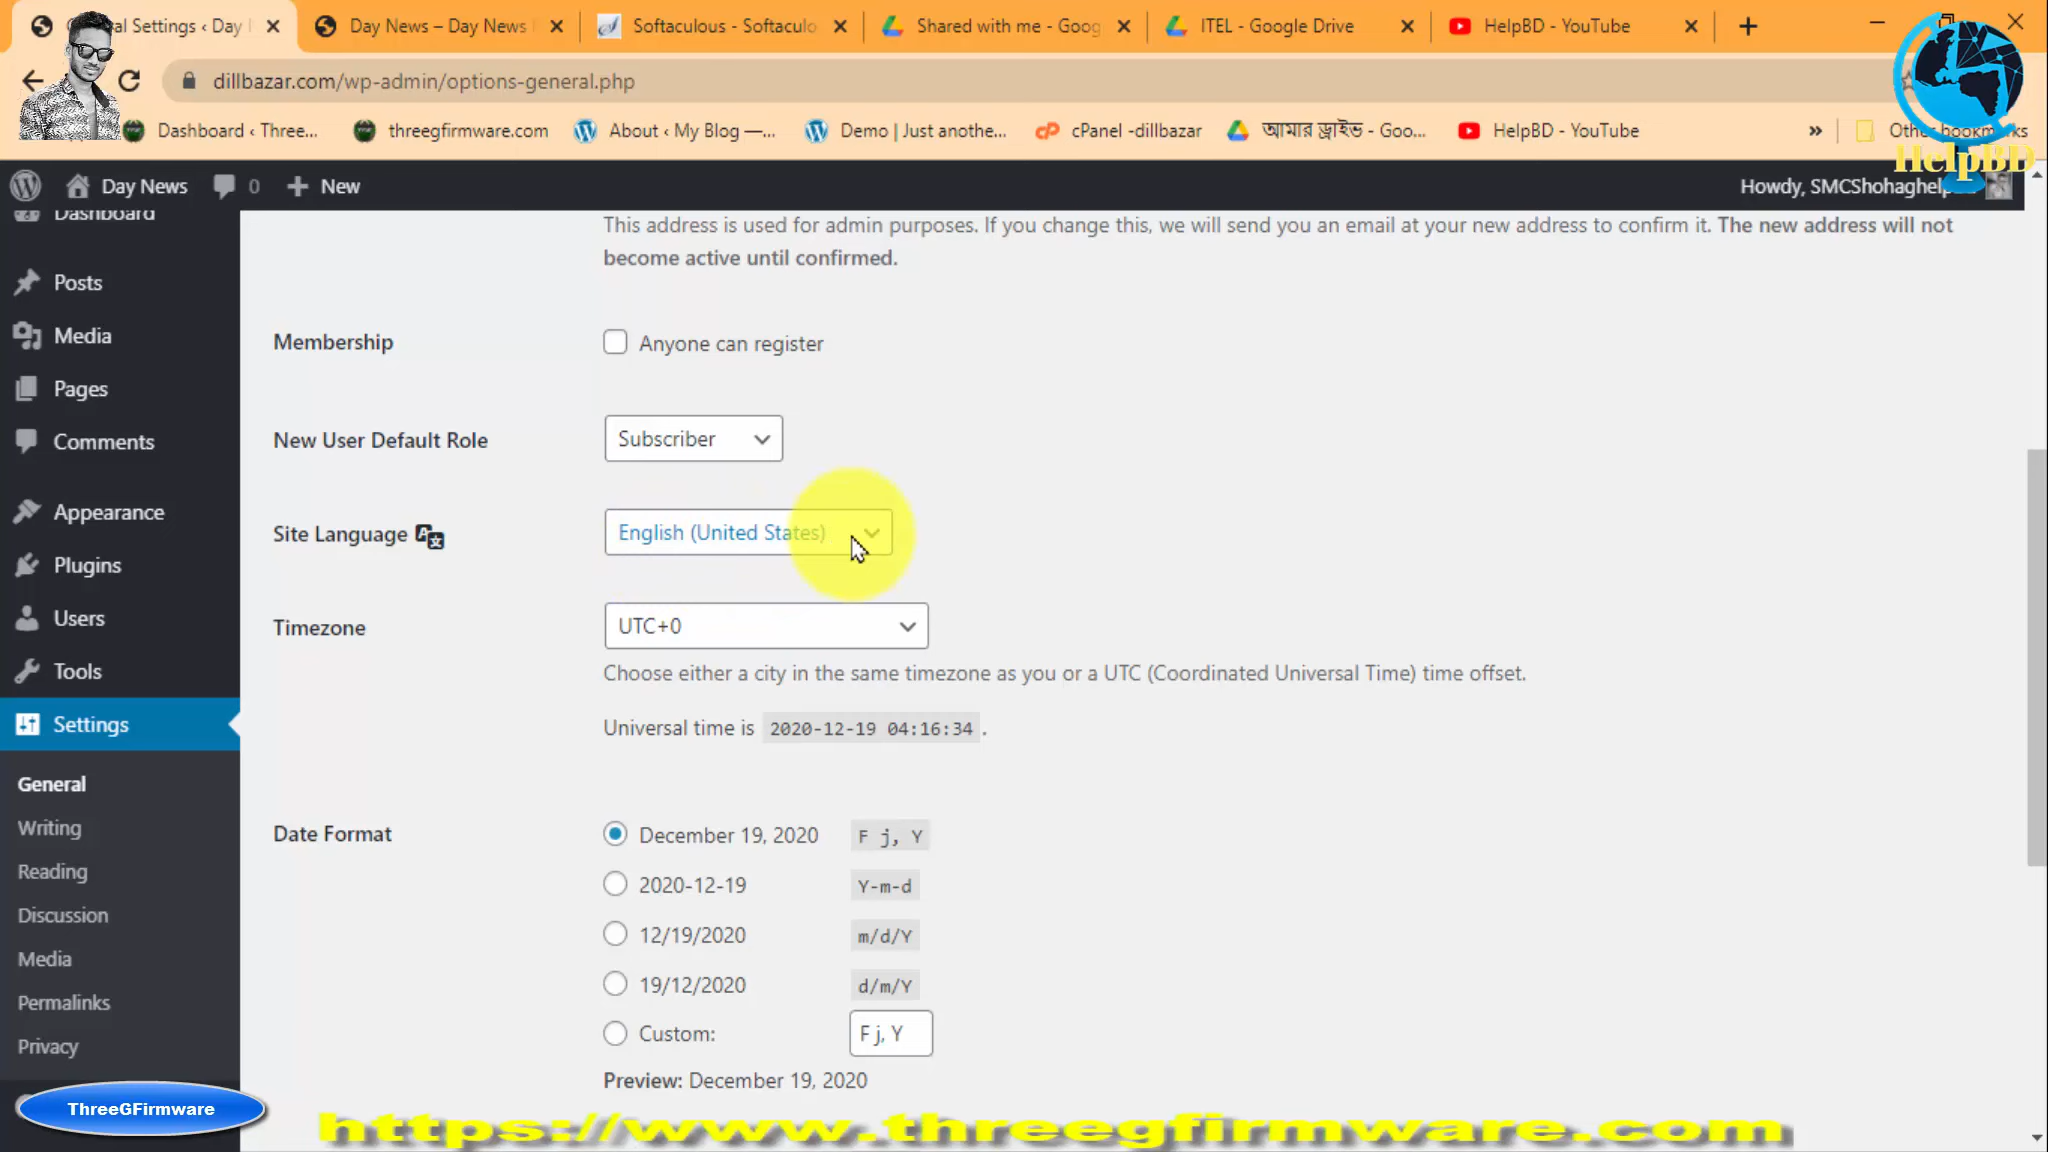 General Settings ‹ Day
Day News – Day News
Softaculous - Softaculo
Shared with me - Goog
ITEL - Google Drive
HelpBD - YouTube
dillbazar.com/wp-admin/options-general.php
Dashboard ‹ Three...
threegfirmware.com
About ‹ My Blog —...
Demo | Just anothe...
cPanel -dillbazar
আমার ড্রাইভ - Goo...
HelpBD - YouTube
Other bookmarks
HelpBD
Day News
0
New
Howdy, SMCShohaghelp
Dashboard
Posts
Media
Pages
Comments
Appearance
Plugins
Users
Tools
Settings
General
Writing
Reading
Discussion
Media
Permalinks
Privacy
This address is used for admin purposes. If you change this, we will send you an email at your new address to confirm it. The new address will not
become active until confirmed.
Membership
Anyone can register
New User Default Role
Subscriber
Site Language
English (United States)
Timezone
UTC+0
Choose either a city in the same timezone as you or a UTC (Coordinated Universal Time) time offset.
Universal time is 2020-12-19 04:16:34 .
Date Format
December 19, 2020 F j, Y
2020-12-19 Y-m-d
12/19/2020 m/d/Y
19/12/2020 d/m/Y
Custom: F j, Y
Preview: December 19, 2020
ThreeGFirmware
https://www.threegfirmware.com